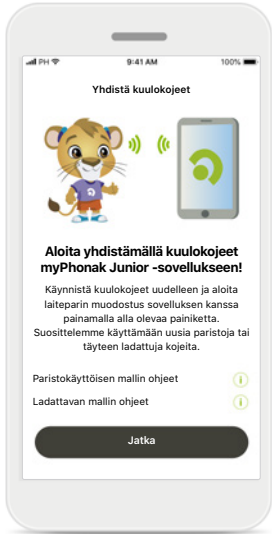 PH 9:41 AM 100%
Yhdistä kuulokojeet
Aloita yhdistämällä kuulokojeet
myPhonak Junior -sovellukseen!
Käynnistä kuulokojeet uudelleen ja aloita
laiteparin muodostus sovelluksen kanssa
painamalla alla olevaa painiketta.
Suosittelemme käyttämään uusia paristoja tai
täyteen ladattuja kojeita.
Paristokäyttöisen mallin ohjeet
Ladattavan mallin ohjeet
Jatka